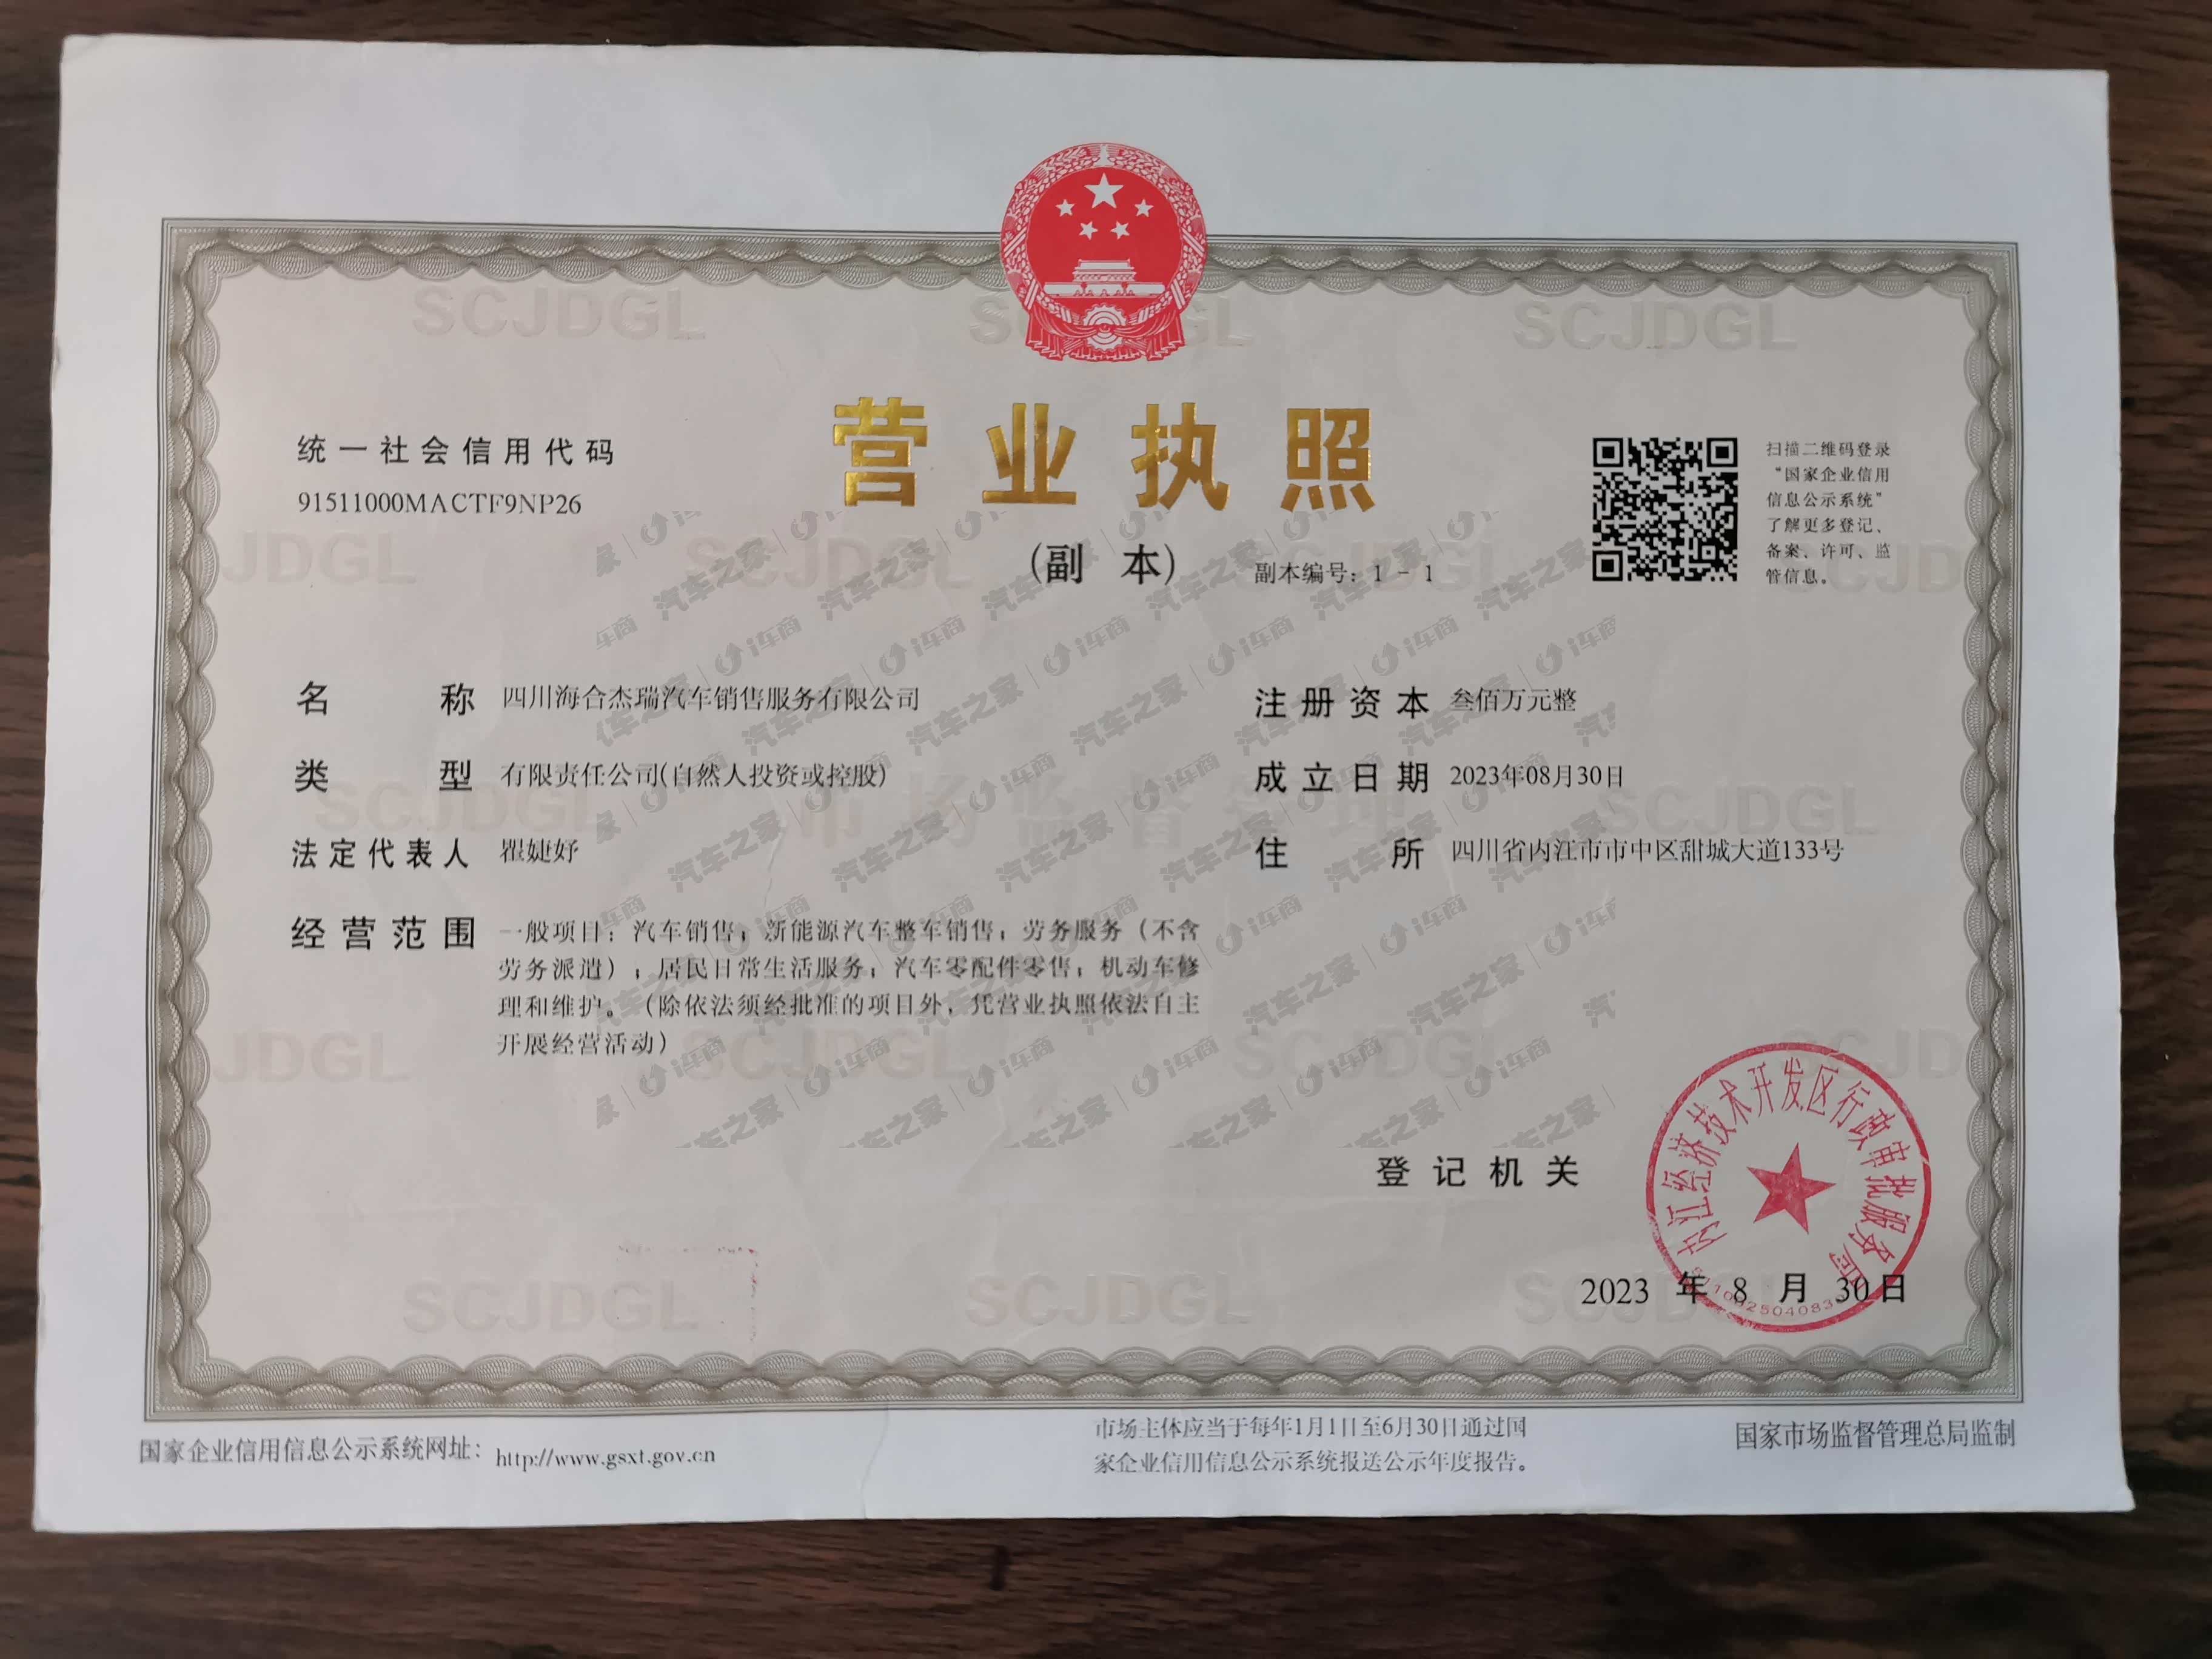 营业执照
(副 本)
副本编号：1 - 1
统一社会信用代码
91511000MACTF9NP26
扫描二维码登录
“国家企业信用
信息公示系统”
了解更多登记、
备案、许可、监
管信息。
名 称 四川海合杰瑞汽车销售服务有限公司
类 型 有限责任公司(自然人投资或控股)
法定代表人 瞿婕妤
经营范围 一般项目：汽车销售；新能源汽车整车销售；劳务服务（不含
劳务派遣）；居民日常生活服务；汽车零配件零售；机动车修
理和维护。（除依法须经批准的项目外，凭营业执照依法自主
开展经营活动）
注册资本 叁佰万元整
成立日期 2023年08月30日
住 所 四川省内江市市中区甜城大道133号
登记机关
内江经济技术开发区行政审批服务局
2023 年 8 月 30 日
国家企业信用信息公示系统网址：http://www.gsxt.gov.cn
市场主体应当于每年1月1日至6月30日通过国
家企业信用信息公示系统报送公示年度报告。
国家市场监督管理总局监制
SCJDGL
市场监督管理
汽车之家 | i车商